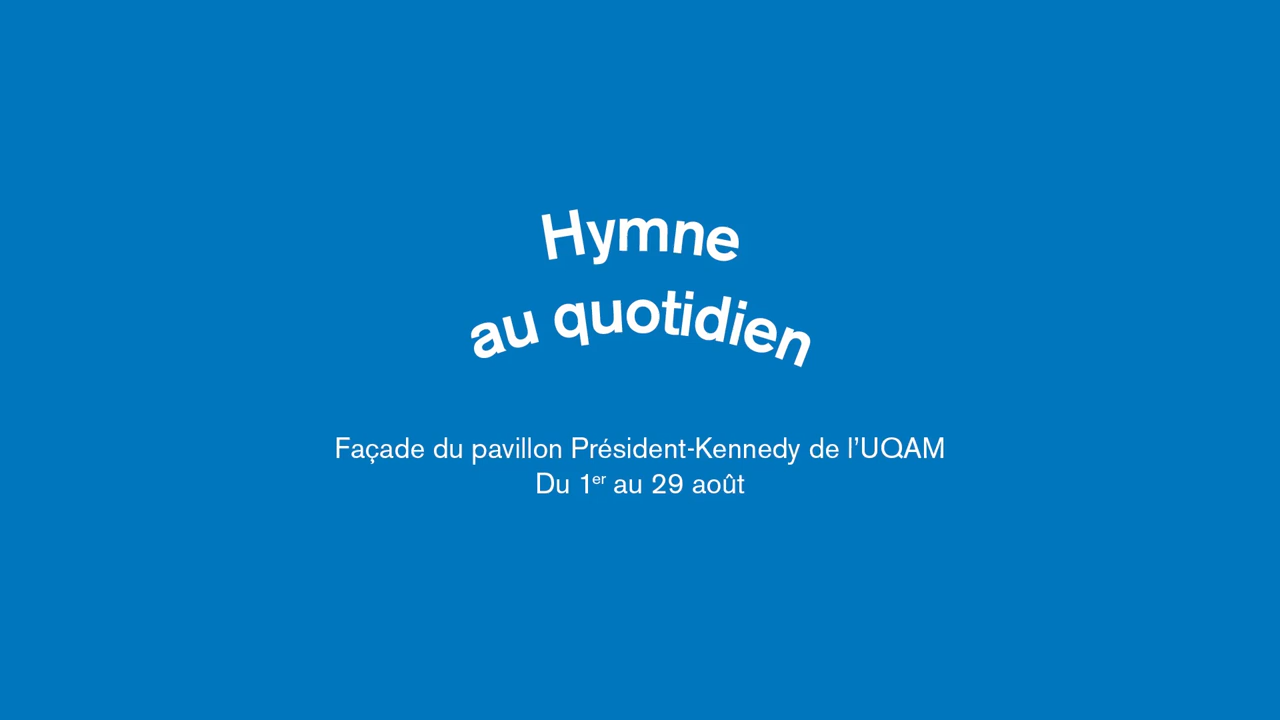 Hymne
au quotidien
Façade du pavillon Président-Kennedy de l’UQAM
Du 1er au 29 août